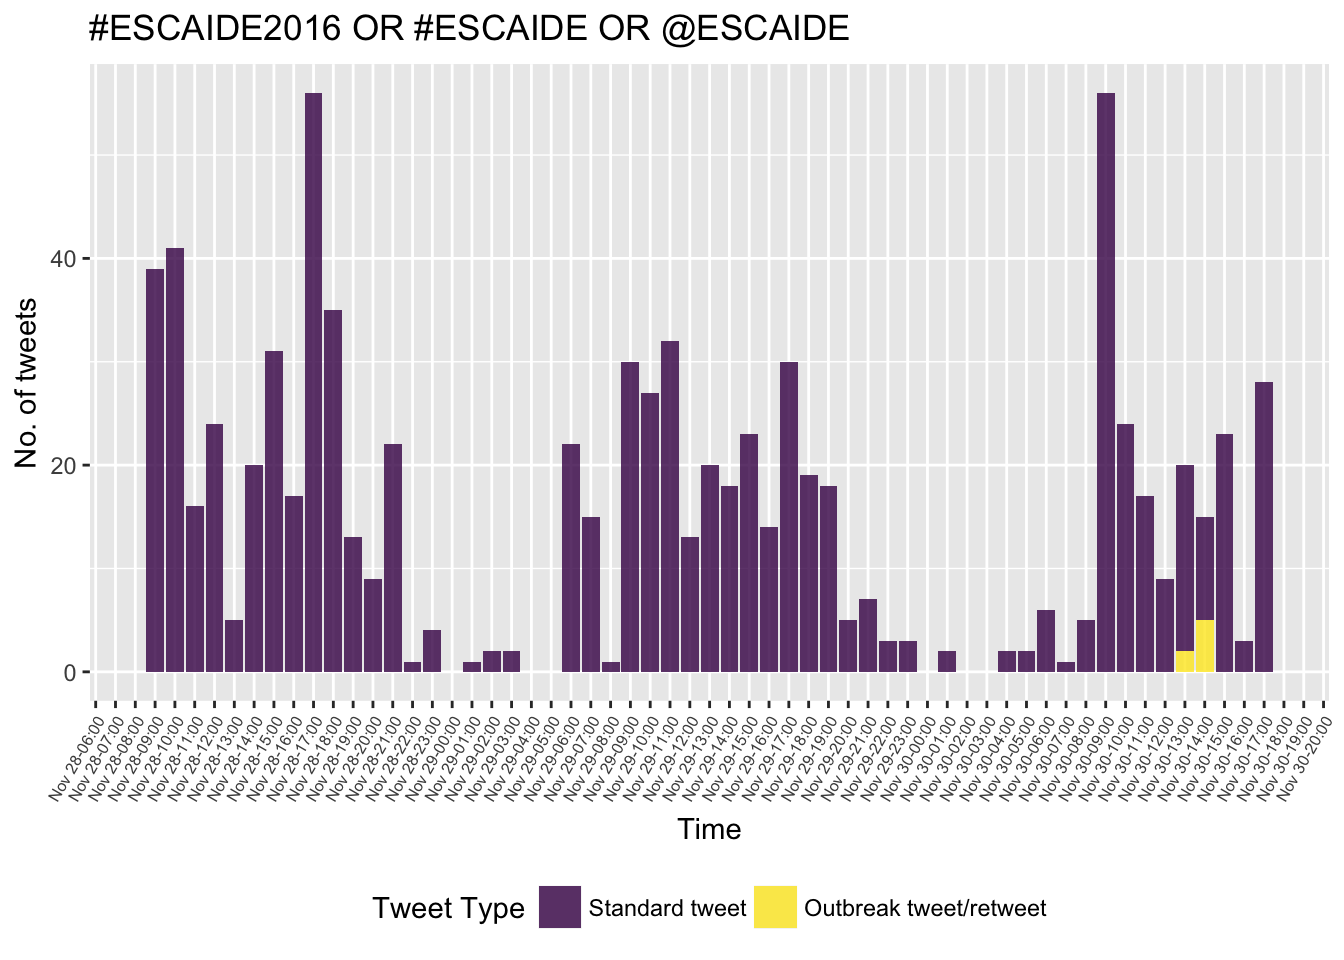 #ESCAIDE2016 OR #ESCAIDE OR @ESCAIDE
No. of tweets
40
20
0
Nov 28-06:00
Nov 28-07:00
Nov 28-08:00
Nov 28-09:00
Nov 28-10:00
Nov 28-11:00
Nov 28-12:00
Nov 28-13:00
Nov 28-14:00
Nov 28-15:00
Nov 28-16:00
Nov 28-17:00
Nov 28-18:00
Nov 28-19:00
Nov 28-20:00
Nov 28-21:00
Nov 28-22:00
Nov 28-23:00
Nov 29-00:00
Nov 29-01:00
Nov 29-02:00
Nov 29-03:00
Nov 29-04:00
Nov 29-05:00
Nov 29-06:00
Nov 29-07:00
Nov 29-08:00
Nov 29-09:00
Nov 29-10:00
Nov 29-11:00
Nov 29-12:00
Nov 29-13:00
Nov 29-14:00
Nov 29-15:00
Nov 29-16:00
Nov 29-17:00
Nov 29-18:00
Nov 29-19:00
Nov 29-20:00
Nov 29-21:00
Nov 29-22:00
Nov 29-23:00
Nov 30-00:00
Nov 30-01:00
Nov 30-02:00
Nov 30-03:00
Nov 30-04:00
Nov 30-05:00
Nov 30-06:00
Nov 30-07:00
Nov 30-08:00
Nov 30-09:00
Nov 30-10:00
Nov 30-11:00
Nov 30-12:00
Nov 30-13:00
Nov 30-14:00
Nov 30-15:00
Nov 30-16:00
Nov 30-17:00
Nov 30-18:00
Nov 30-19:00
Nov 30-20:00
Time
Tweet Type
Standard tweet
Outbreak tweet/retweet